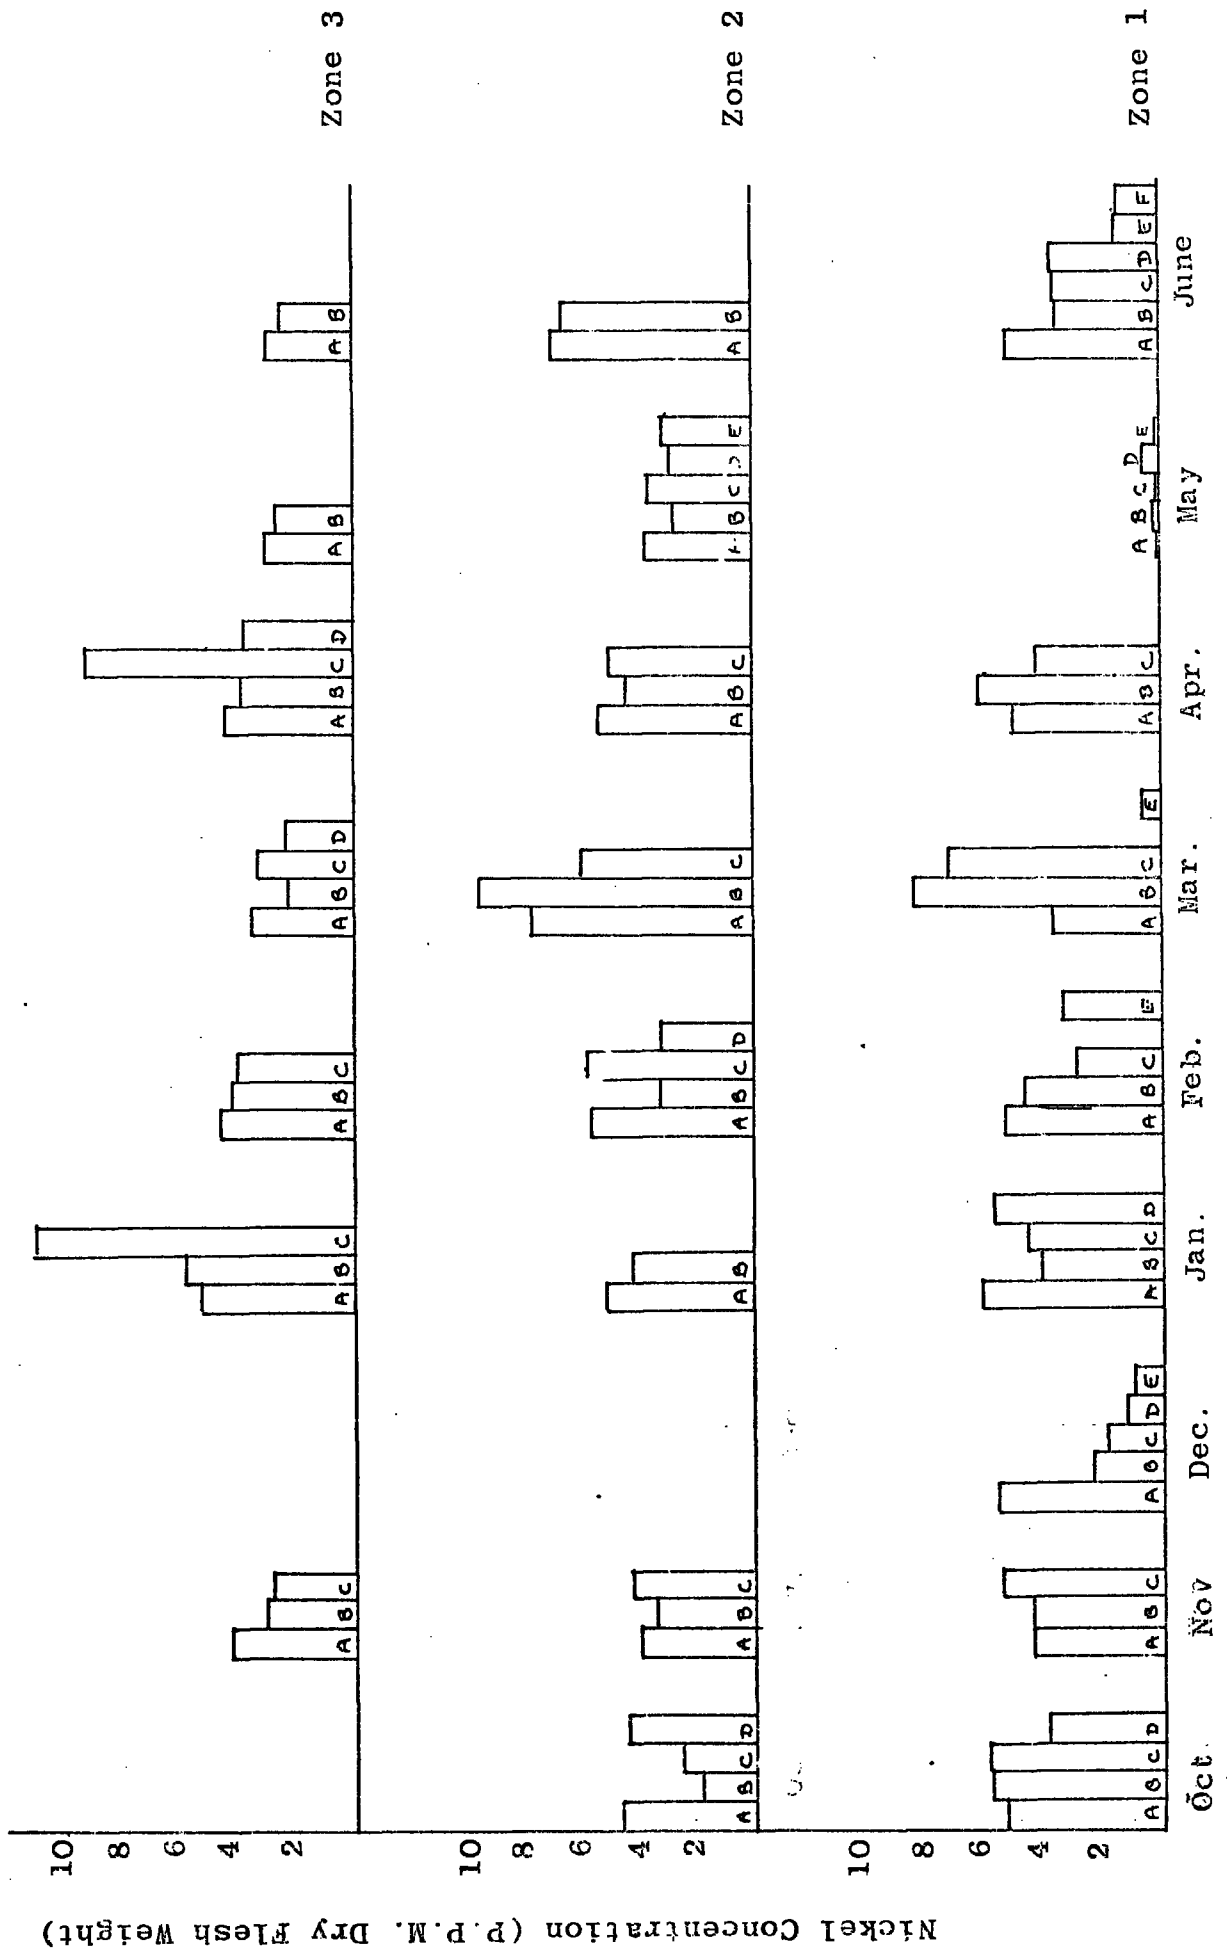 Nickel Concentration (P.P.M. Dry Flesh Weight)
10
8
6
4
2
A B C
A B C
A B C
A B C D
A B C D
A B
A B
Zone 3
10
8
6
4
2
A B C D
A B C
A B
A B C D
A B C
A B C
B C E
A B
Zone 2
10
8
6
4
2
A B C D
A B C
A B C D E
A B C D
A B C E
A B C E
A B C
A B C D E
A B C D E F
Zone 1
Oct Nov Dec. Jan. Feb. Mar. Apr. May June